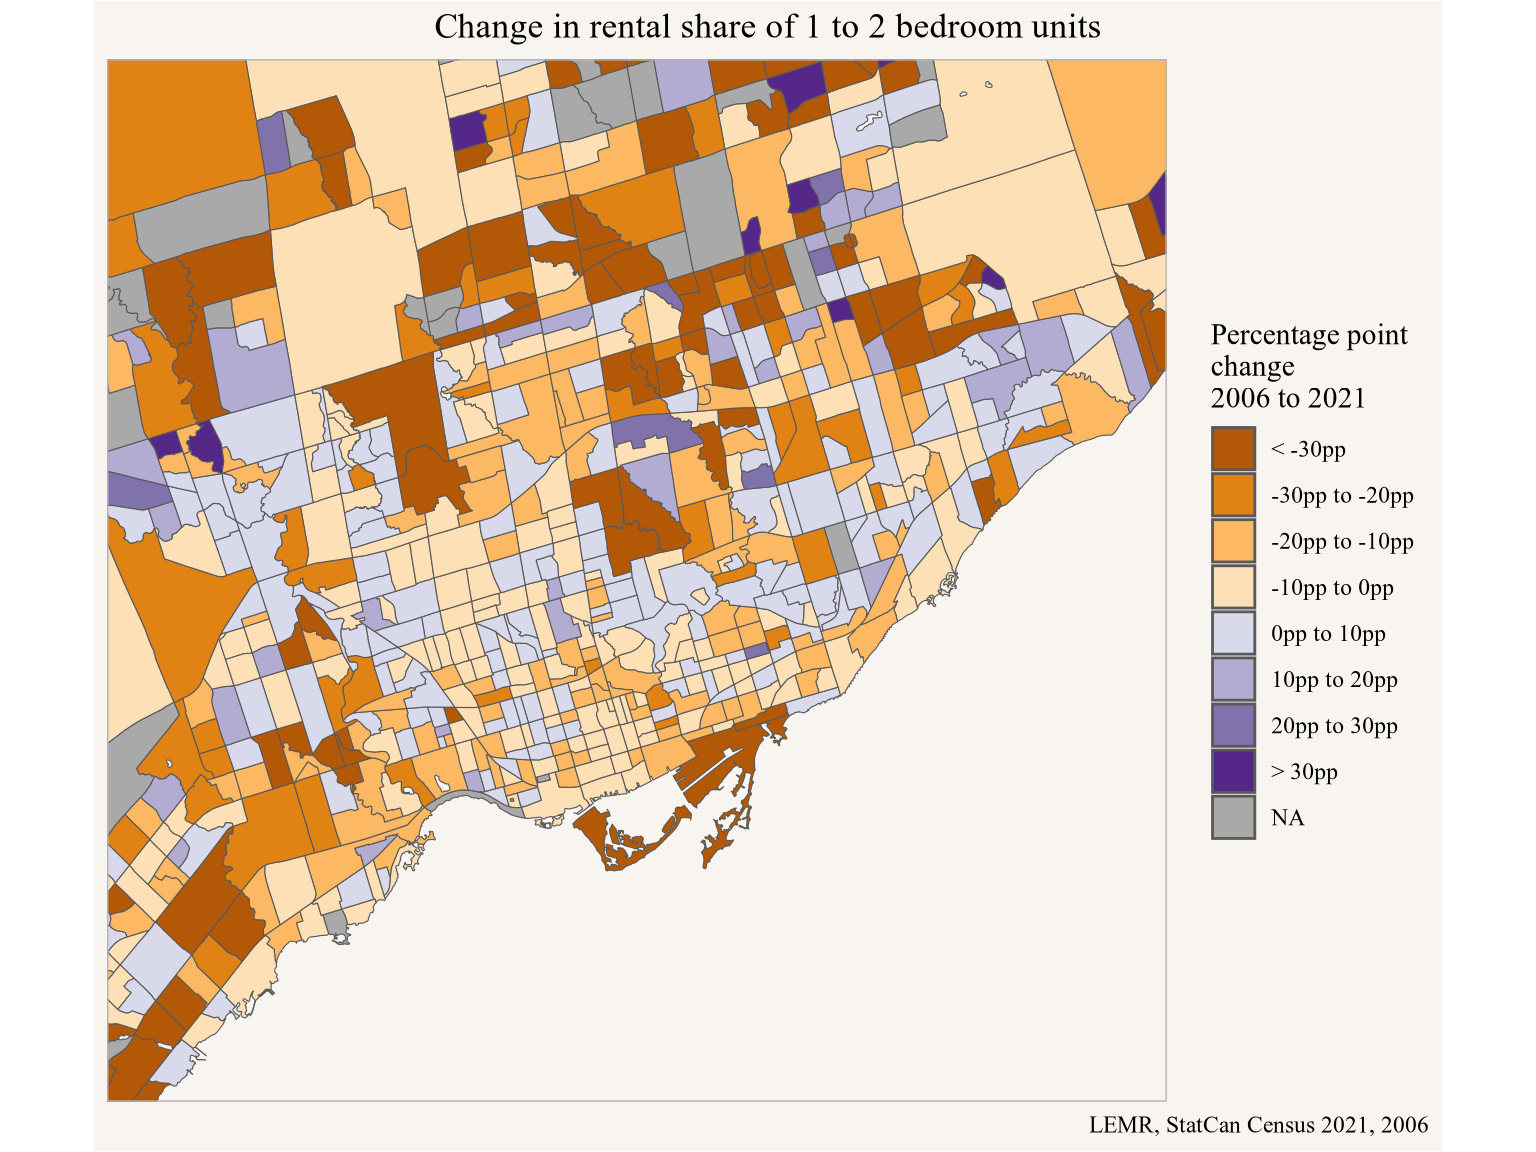 Change in rental share of 1 to 2 bedroom units
Percentage point
change
2006 to 2021
< -30pp
-30pp to -20pp
-20pp to -10pp
-10pp to 0pp
0pp to 10pp
10pp to 20pp
20pp to 30pp
> 30pp
NA
LEMR, StatCan Census 2021, 2006